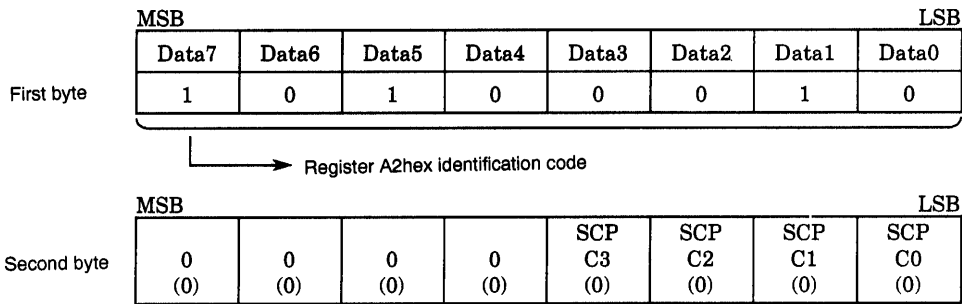 MSB LSB
Data7 Data6 Data5 Data4 Data3 Data2 Data1 Data0
First byte 1 0 1 0 0 0 1 0
Register A2hex identification code
MSB LSB
SCP SCP SCP SCP
Second byte 0 0 0 0 C3 C2 C1 C0
(0) (0) (0) (0) (0) (0) (0) (0)